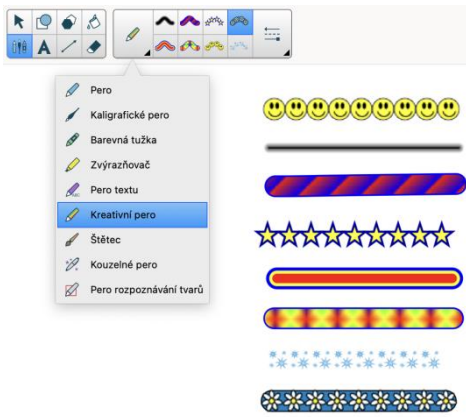 Pero
Kaligrafické pero
Barevná tužka
Zvýrazňovač
Pero textu
Kreativní pero
Štětec
Kouzelné pero
Pero rozpoznávání tvarů